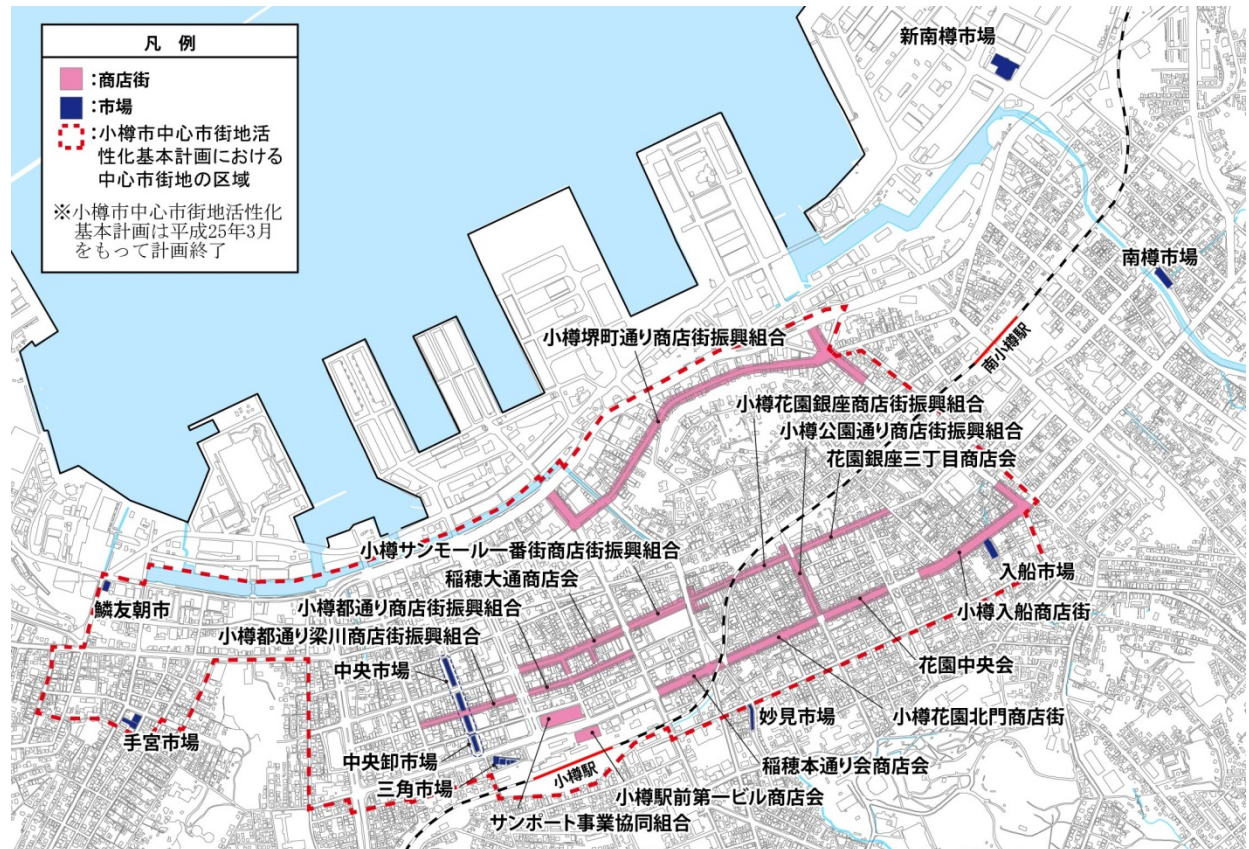 凡 例
:商店街
:市場
:小樽市中心市街地活
性化基本計画における
中心市街地の区域
※小樽市中心市街地活性化
基本計画は平成25年3月
をもって計画終了
新南樽市場
南樽市場
南小樽駅
小樽堺町通り商店街振興組合
小樽花園銀座商店街振興組合
小樽公園通り商店街振興組合
花園銀座三丁目商店会
小樽サンモール一番街商店街振興組合
稲穂大通商店会
小樽都通り商店街振興組合
小樽都通り梁川商店街振興組合
中央市場
鱗友朝市
手宮市場
中央卸市場
三角市場
サンポート事業協同組合
小樽駅
小樽駅前第一ビル商店会
稲穂本通り会商店会
妙見市場
小樽花園北門商店街
花園中央会
小樽入船商店街
入船市場